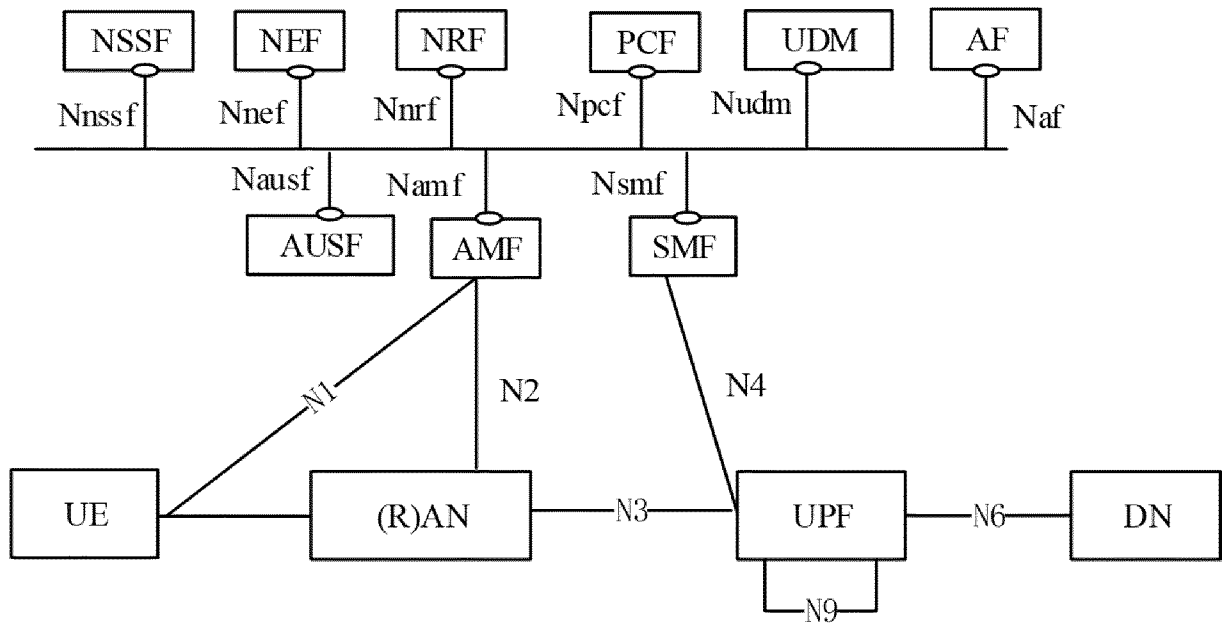 NSSF
NEF
NRF
PCF
UDM
AF
Nnssf
Nnef
Nnrf
Npcf
Nudm
Naf
Nausf
Namf
Nsmf
AUSF
AMF
SMF
N1
N2
N4
UE
(R)AN
N3
UPF
N6
DN
N9